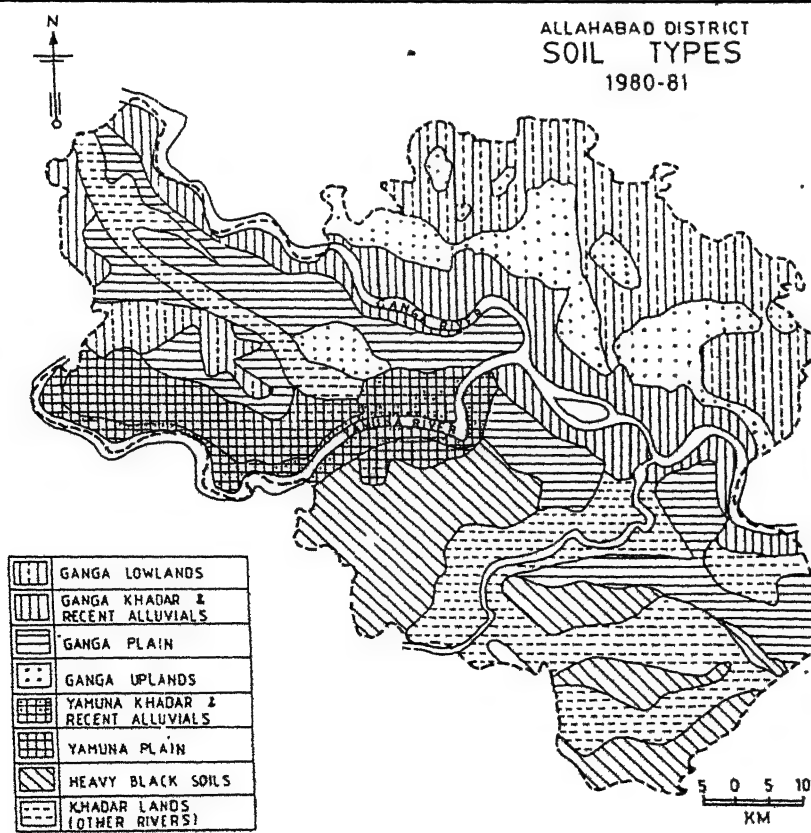 N
ALLAHABAD DISTRICT
SOIL TYPES
1980-81
GANGA RIVER
YAMUNA RIVER
GANGA LOWLANDS
GANGA KHADAR &
RECENT ALLUVIALS
GANGA PLAIN
GANGA UPLANDS
YAMUNA KHADAR &
RECENT ALLUVIALS
YAMUNA PLAIN
HEAVY BLACK SOILS
KHADAR LANDS
(OTHER RIVERS)
5 0 5 10
KM